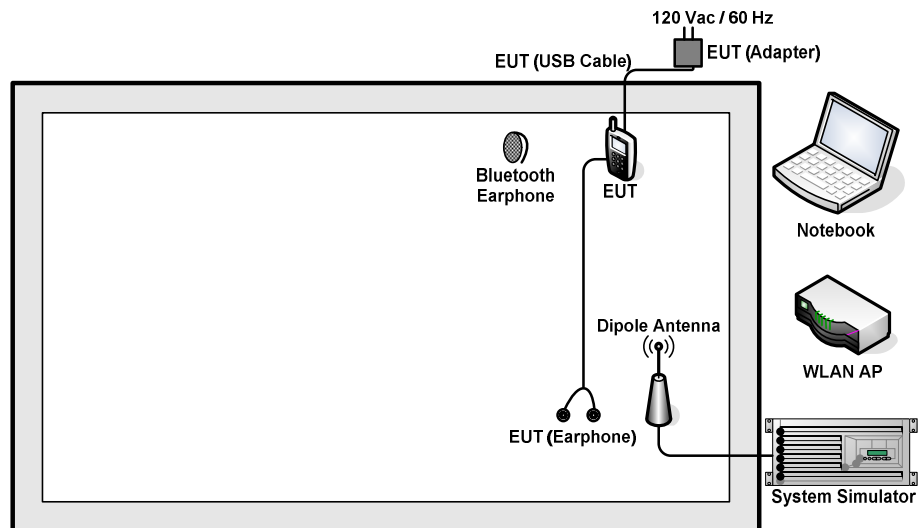 120 Vac / 60 Hz
EUT (USB Cable)
EUT (Adapter)
Bluetooth
Earphone
EUT
Notebook
Dipole Antenna
WLAN AP
EUT (Earphone)
System Simulator